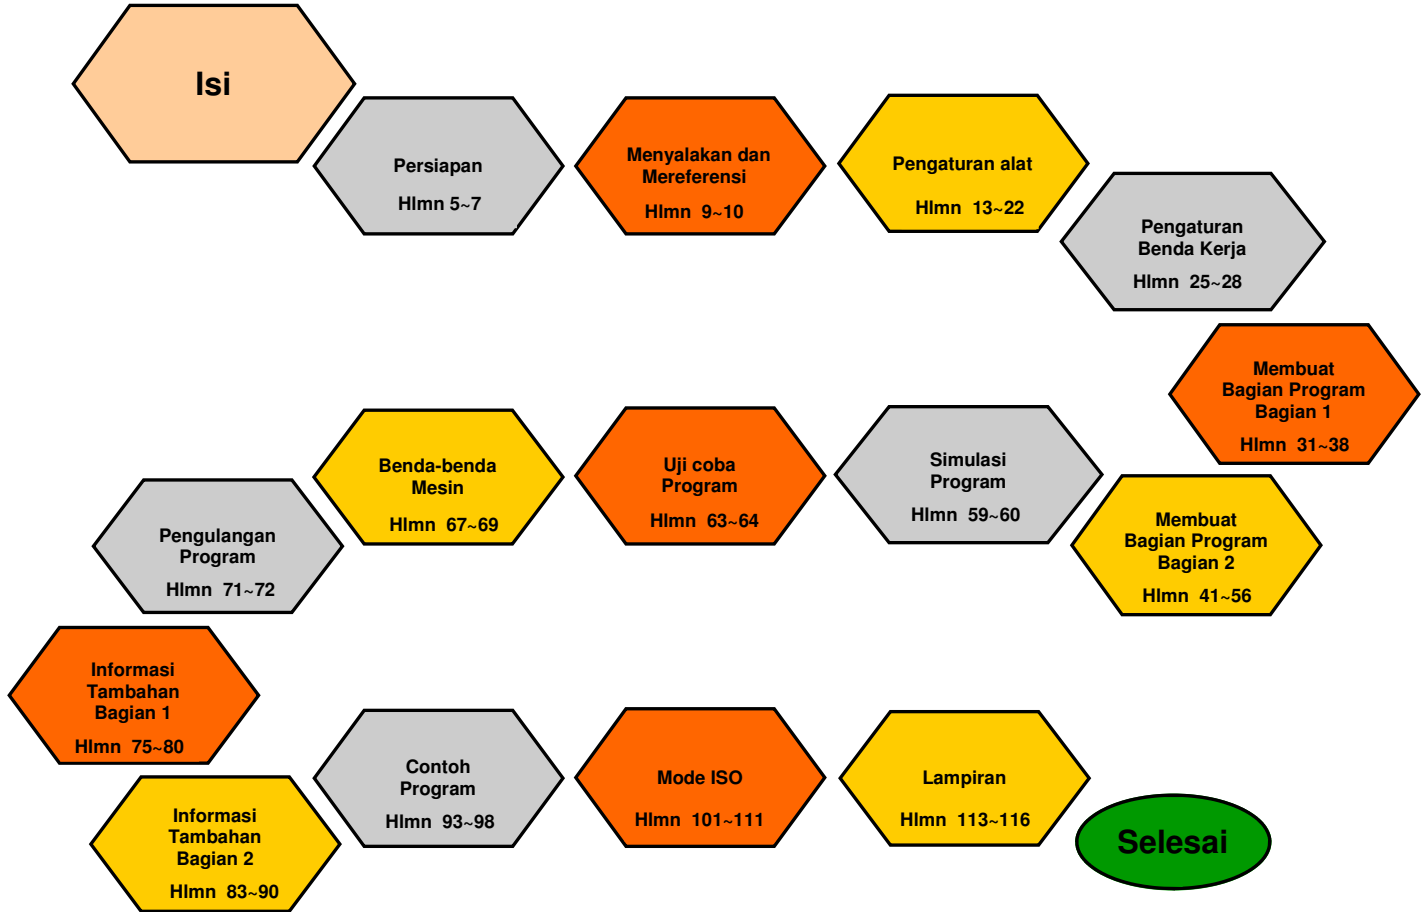 Isi
Persiapan
Hlmn 5~7
Menyalakan dan
Mereferensi
Hlmn 9~10
Pengaturan alat
Hlmn 13~22
Pengaturan
Benda Kerja
Hlmn 25~28
Membuat
Bagian Program
Bagian 1
Hlmn 31~38
Membuat
Bagian Program
Bagian 2
Hlmn 41~56
Simulasi
Program
Hlmn 59~60
Uji coba
Program
Hlmn 63~64
Benda-benda
Mesin
Hlmn 67~69
Pengulangan
Program
Hlmn 71~72
Informasi
Tambahan
Bagian 1
Hlmn 75~80
Informasi
Tambahan
Bagian 2
Hlmn 83~90
Contoh
Program
Hlmn 93~98
Mode ISO
Hlmn 101~111
Lampiran
Hlmn 113~116
Selesai